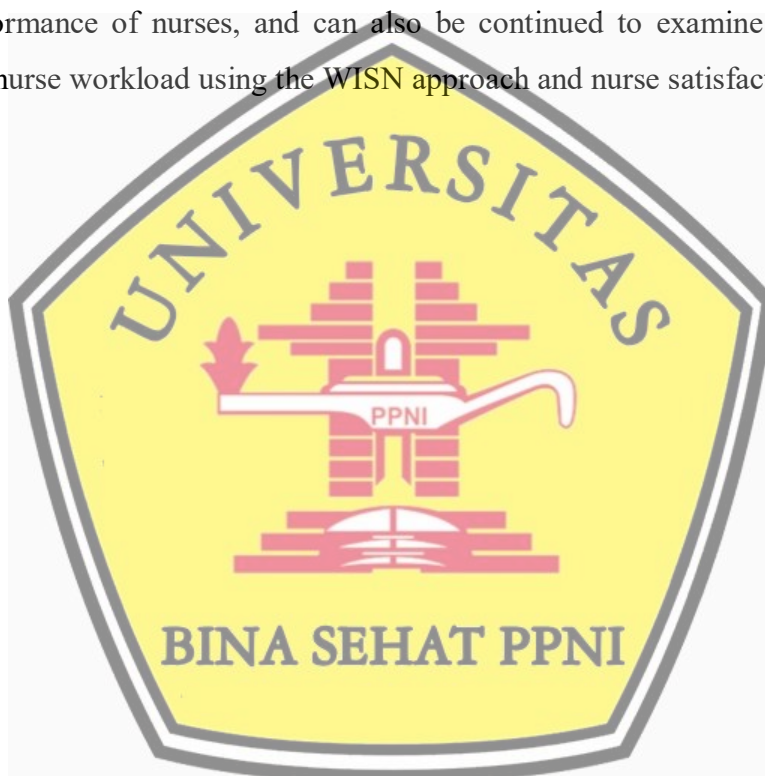 ormance of nurses, and can also be continued to examine
nurse workload using the WISN approach and nurse satisfact
UNIVERSITAS
PPNI
BINA SEHAT PPNI